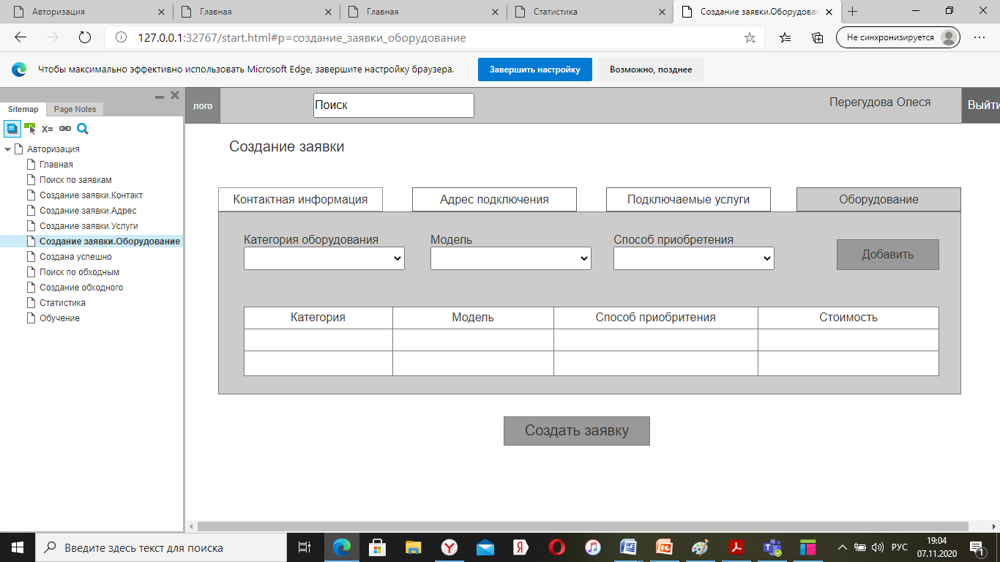 Авторизация
Главная
Главная
Статистика
Создание заявки.Оборудован
127.0.0.1:32767/start.html#p=создание_заявки_оборудование
Не синхронизируется
Чтобы максимально эффективно использовать Microsoft Edge, завершите настройку браузера.
Завершить настройку
Возможно, позднее
Sitemap
Page Notes
X=
Авторизация
Главная
Поиск по заявкам
Создание заявки.Контакт
Создание заявки.Адрес
Создание заявки.Услуги
Создание заявки.Оборудование
Создана успешно
Поиск по обходным
Создание обходного
Статистика
Обучение
лого
Поиск
Перегудова Олеся
Выйти
Создание заявки
Контактная информация
Адрес подключения
Подключаемые услуги
Оборудование
Категория оборудования
Модель
Способ приобретения
Добавить
Категория
Модель
Способ приобритения
Стоимость
Создать заявку
Введите здесь текст для поиска
РУС
19:04
07.11.2020
1